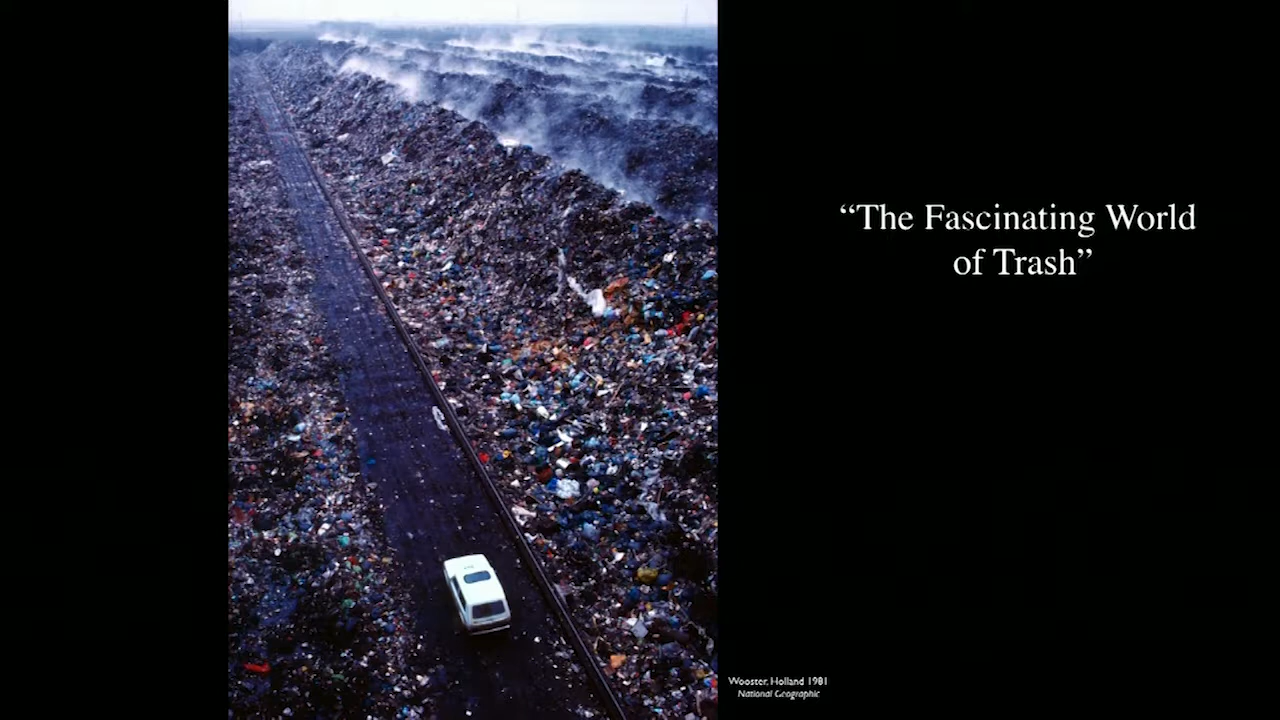 “The Fascinating World
of Trash”
Wooster, Holland 1981
National Geographic